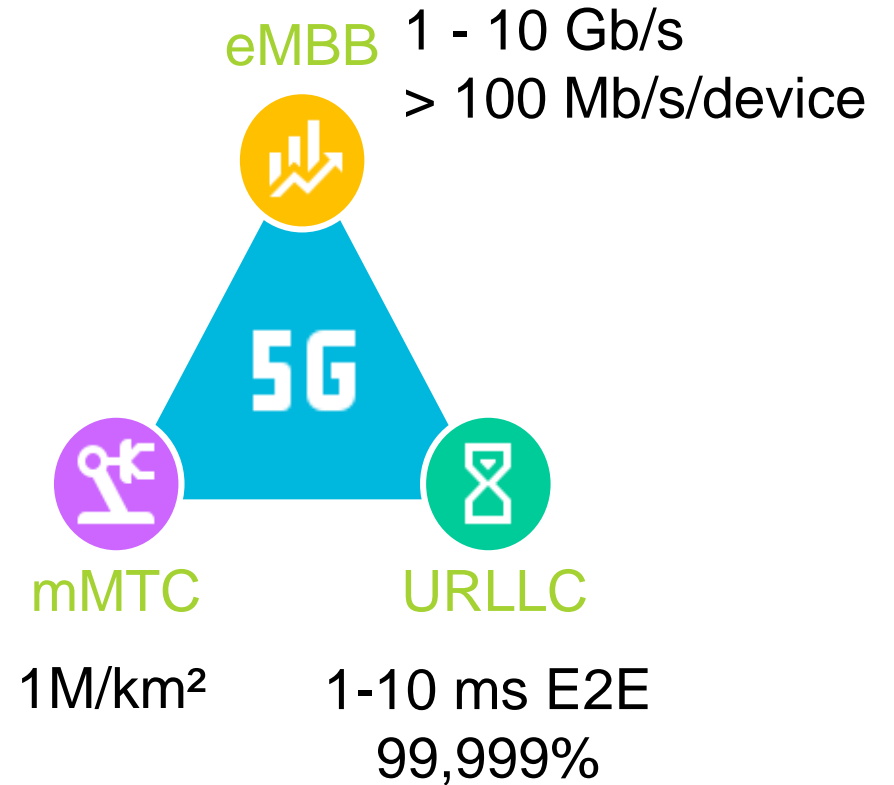 eMBB 1 - 10 Gb/s
> 100 Mb/s/device
5G
mMTC URLLC
1M/km² 1-10 ms E2E
99,999%